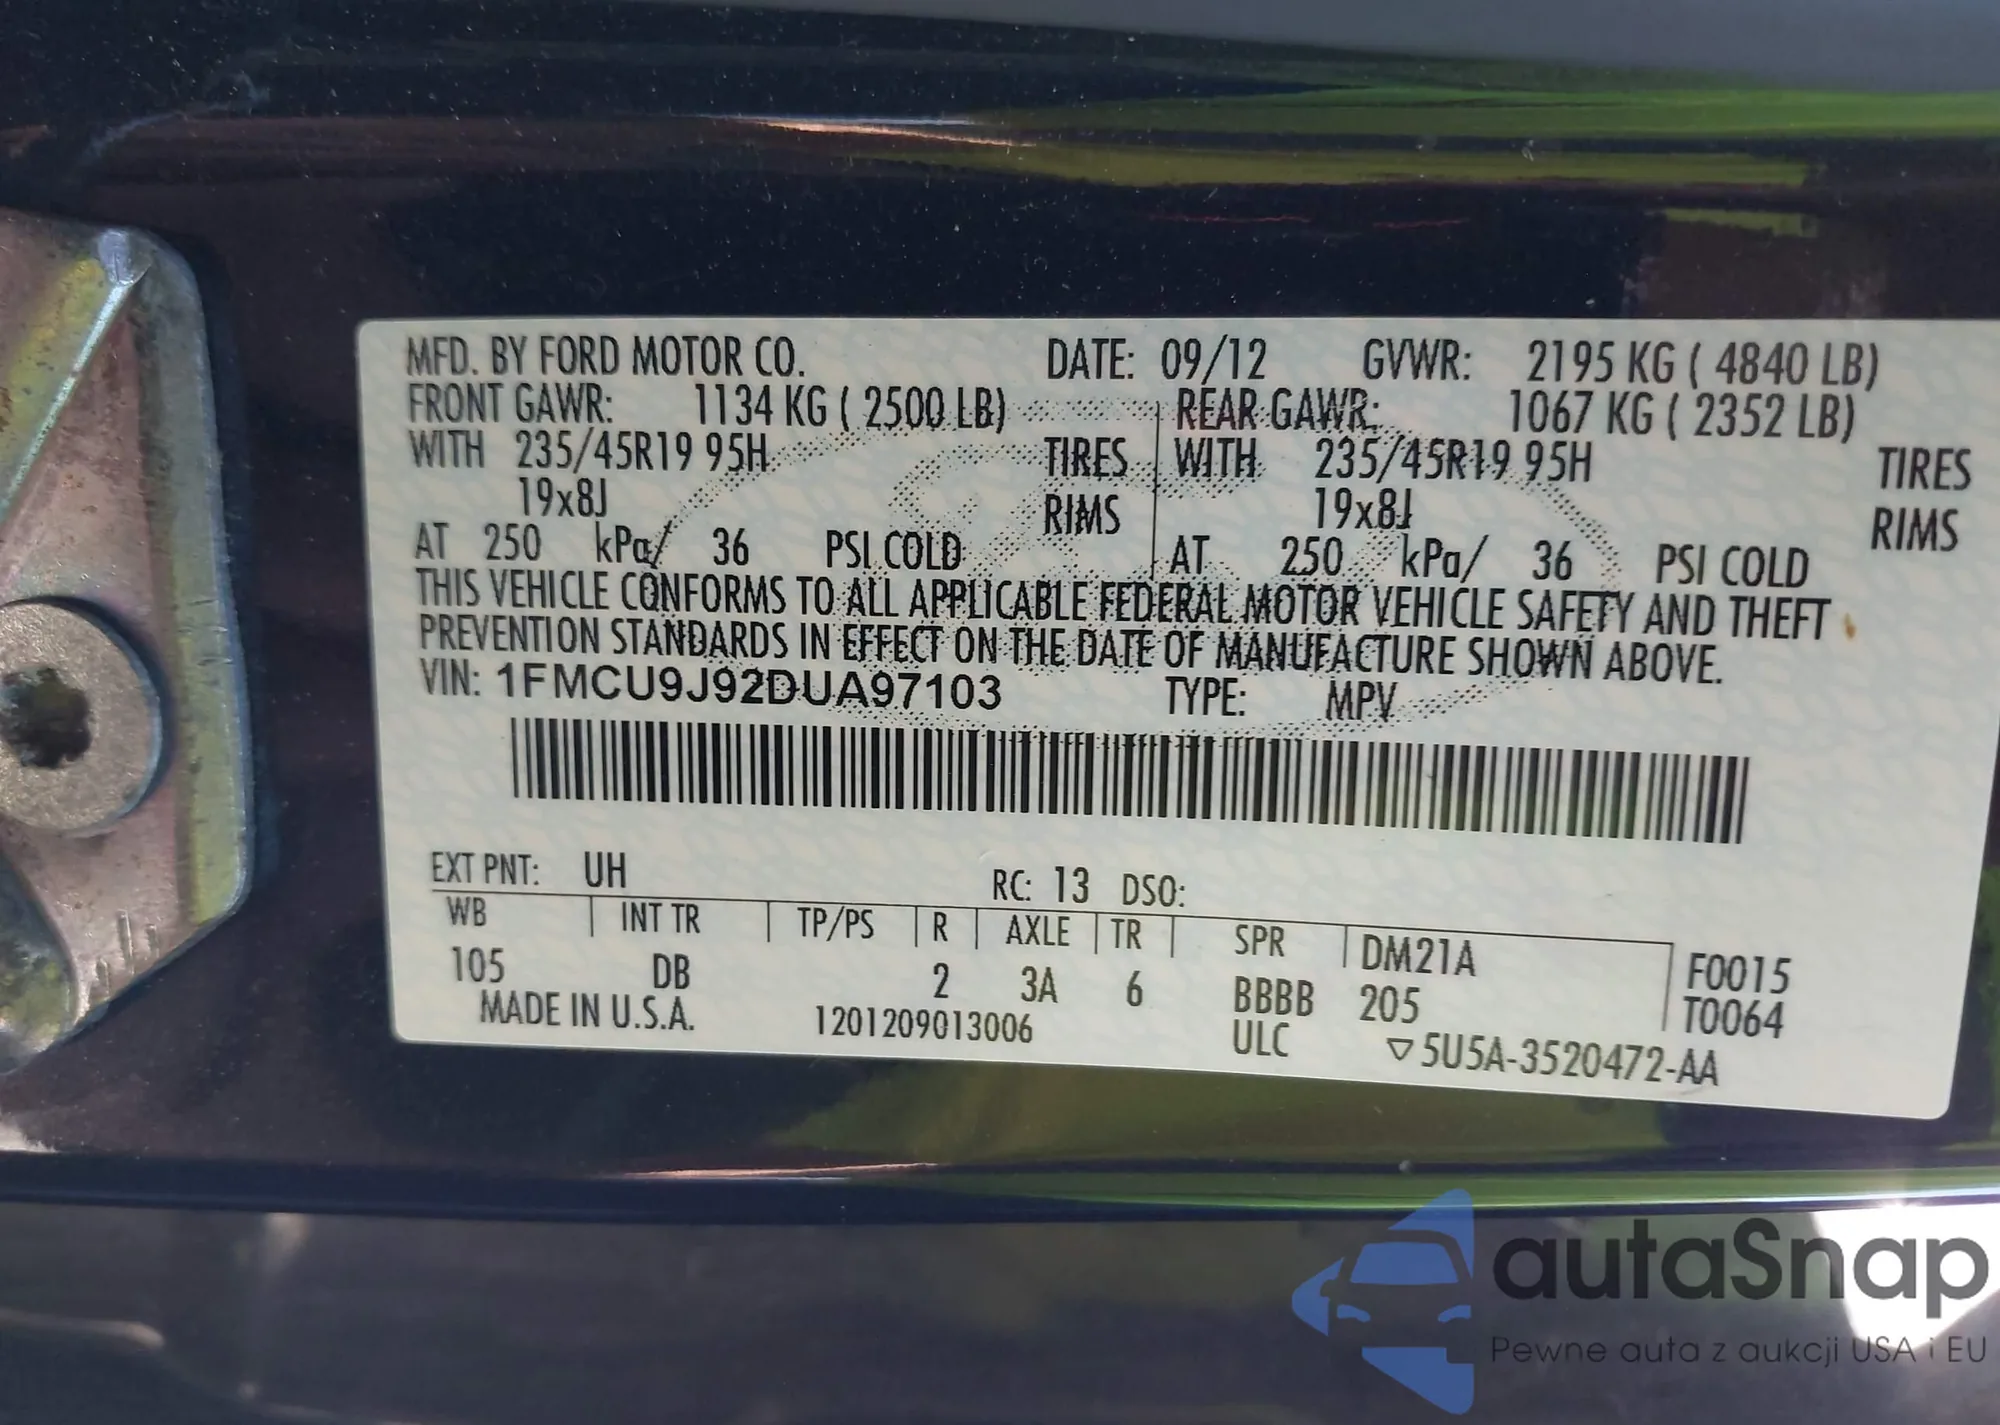 MFD. BY FORD MOTOR CO. DATE: 09/12 GVWR: 2195 KG ( 4840 LB)
FRONT GAWR: 1134 KG ( 2500 LB) REAR GAWR: 1067 KG ( 2352 LB)
WITH 235/45R19 95H TIRES WITH 235/45R19 95H TIRES
19x8J RIMS 19x8J RIMS
AT 250 kPa/ 36 PSI COLD AT 250 kPa/ 36 PSI COLD
THIS VEHICLE CONFORMS TO ALL APPLICABLE FEDERAL MOTOR VEHICLE SAFETY AND THEFT
PREVENTION STANDARDS IN EFFECT ON THE DATE OF MANUFACTURE SHOWN ABOVE.
VIN: 1FMCU9J92DUA97103 TYPE: MPV
EXT PNT: UH RC: 13 DSO:
WB INT TR TP/PS R AXLE TR SPR DM21A F0015
105 DB 2 3A 6 BBBB 205 T0064
MADE IN U.S.A. 1201209013006 ULC ▽5U5A-3520472-AA
autaSnap
Pewne auta z aukcji USA i EU